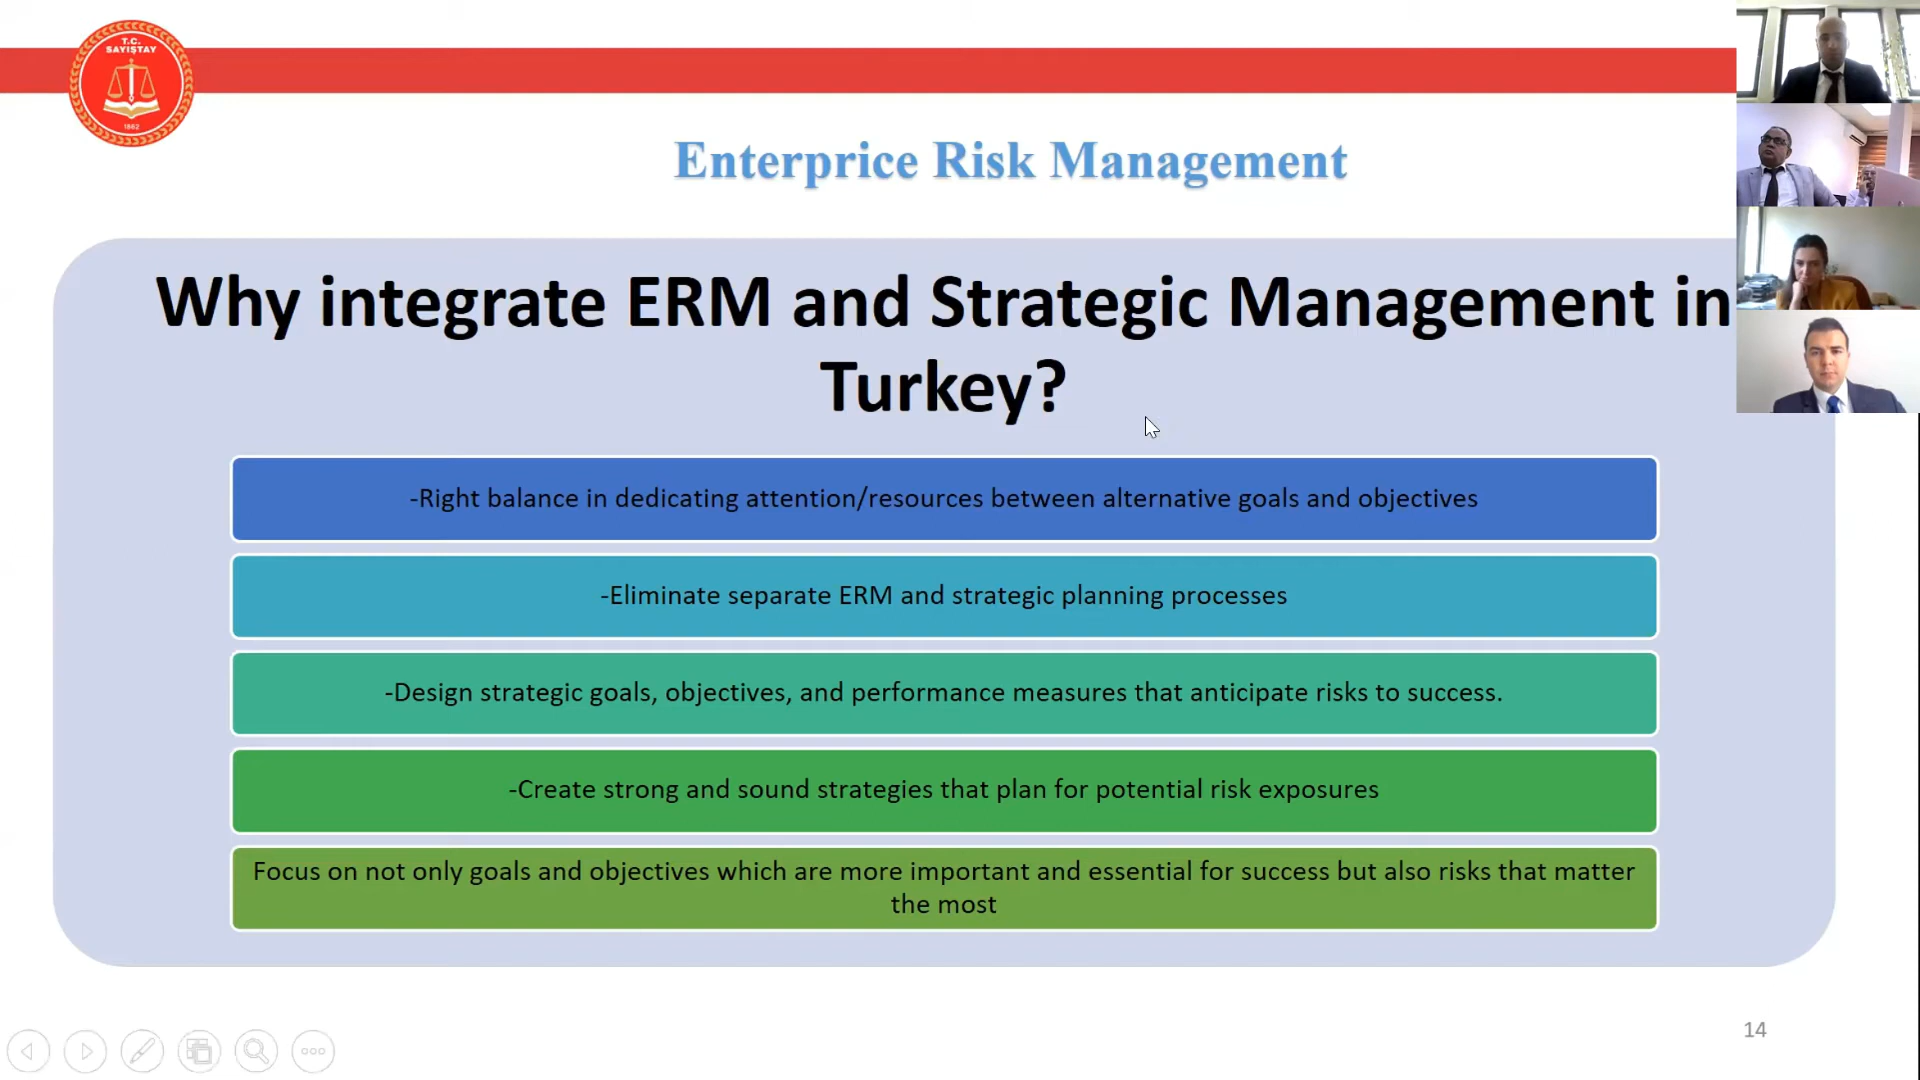 T.C.
SAYIŞTAY
1862
Enterprice Risk Management
Why integrate ERM and Strategic Management in
Turkey?
-Right balance in dedicating attention/resources between alternative goals and objectives
-Eliminate separate ERM and strategic planning processes
-Design strategic goals, objectives, and performance measures that anticipate risks to success.
-Create strong and sound strategies that plan for potential risk exposures
Focus on not only goals and objectives which are more important and essential for success but also risks that matter
the most
14